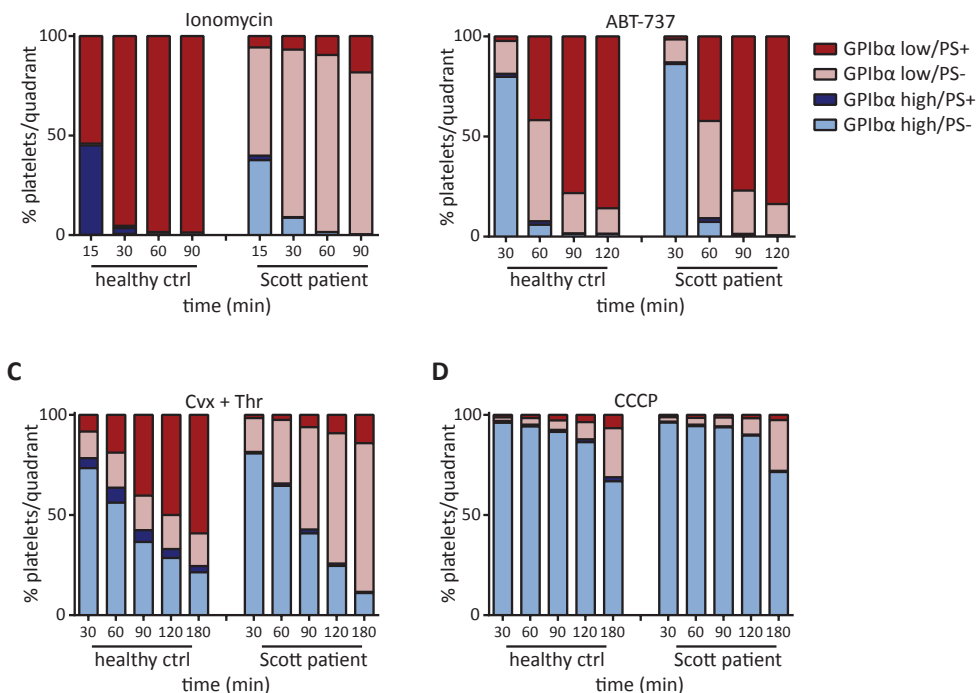 Ionomycin
% platelets/quadrant
100
50
0
15 30 60 90 15 30 60 90
healthy ctrl Scott patient
time (min)
ABT-737
% platelets/quadrant
100
50
0
30 60 90 120 30 60 90 120
healthy ctrl Scott patient
time (min)
GPIbα low/PS+
GPIbα low/PS-
GPIbα high/PS+
GPIbα high/PS-
C
Cvx + Thr
% platelets/quadrant
100
50
0
30 60 90 120 180 30 60 90 120 180
healthy ctrl Scott patient
time (min)
D
CCCP
% platelets/quadrant
100
50
0
30 60 90 120 180 30 60 90 120 180
healthy ctrl Scott patient
time (min)